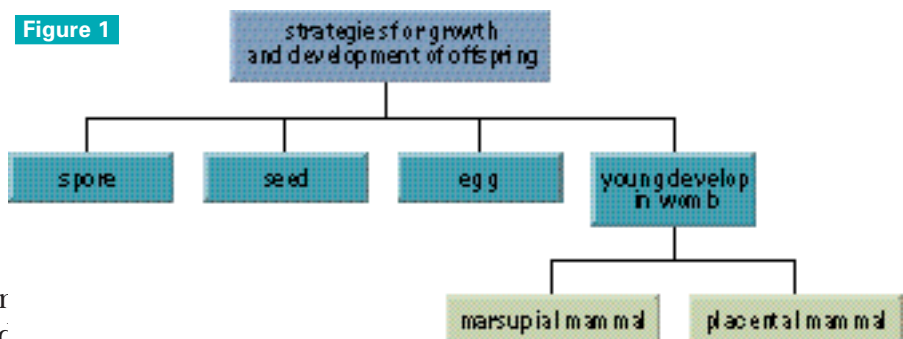 Figure 1
strategies for growth
and development of offspring
spore
seed
egg
young develop
in womb
marsupial mammal
placental mammal